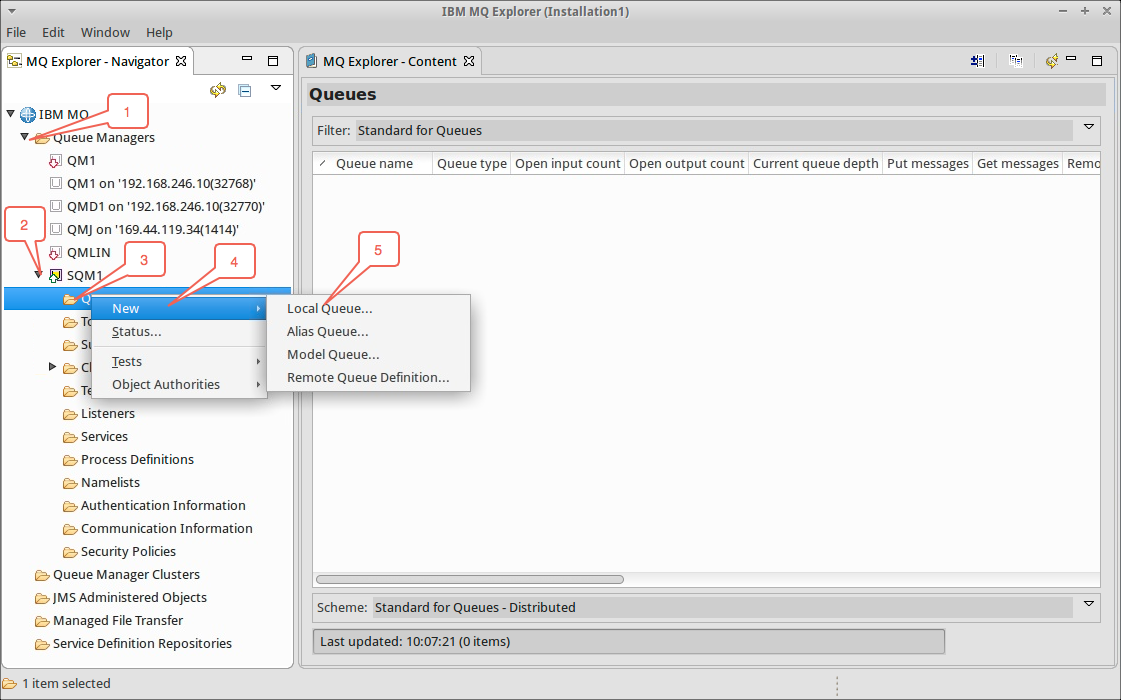 IBM MQ Explorer (Installation1)
File Edit Window Help
MQ Explorer - Navigator
IBM MQ
Queue Managers
QM1
QM1 on '192.168.246.10(32768)'
QMD1 on '192.168.246.10(32770)'
QMJ on '169.44.119.34(1414)'
QMLIN
SQM1
Listeners
Services
Process Definitions
Namelists
Authentication Information
Communication Information
Security Policies
Queue Manager Clusters
JMS Administered Objects
Managed File Transfer
Service Definition Repositories
1
2
3
4
5
New
Status...
Tests
Object Authorities
Local Queue...
Alias Queue...
Model Queue...
Remote Queue Definition...
MQ Explorer - Content
Queues
Filter: Standard for Queues
Queue name Queue type Open input count Open output count Current queue depth Put messages Get messages Remo
Scheme: Standard for Queues - Distributed
Last updated: 10:07:21 (0 items)
1 item selected